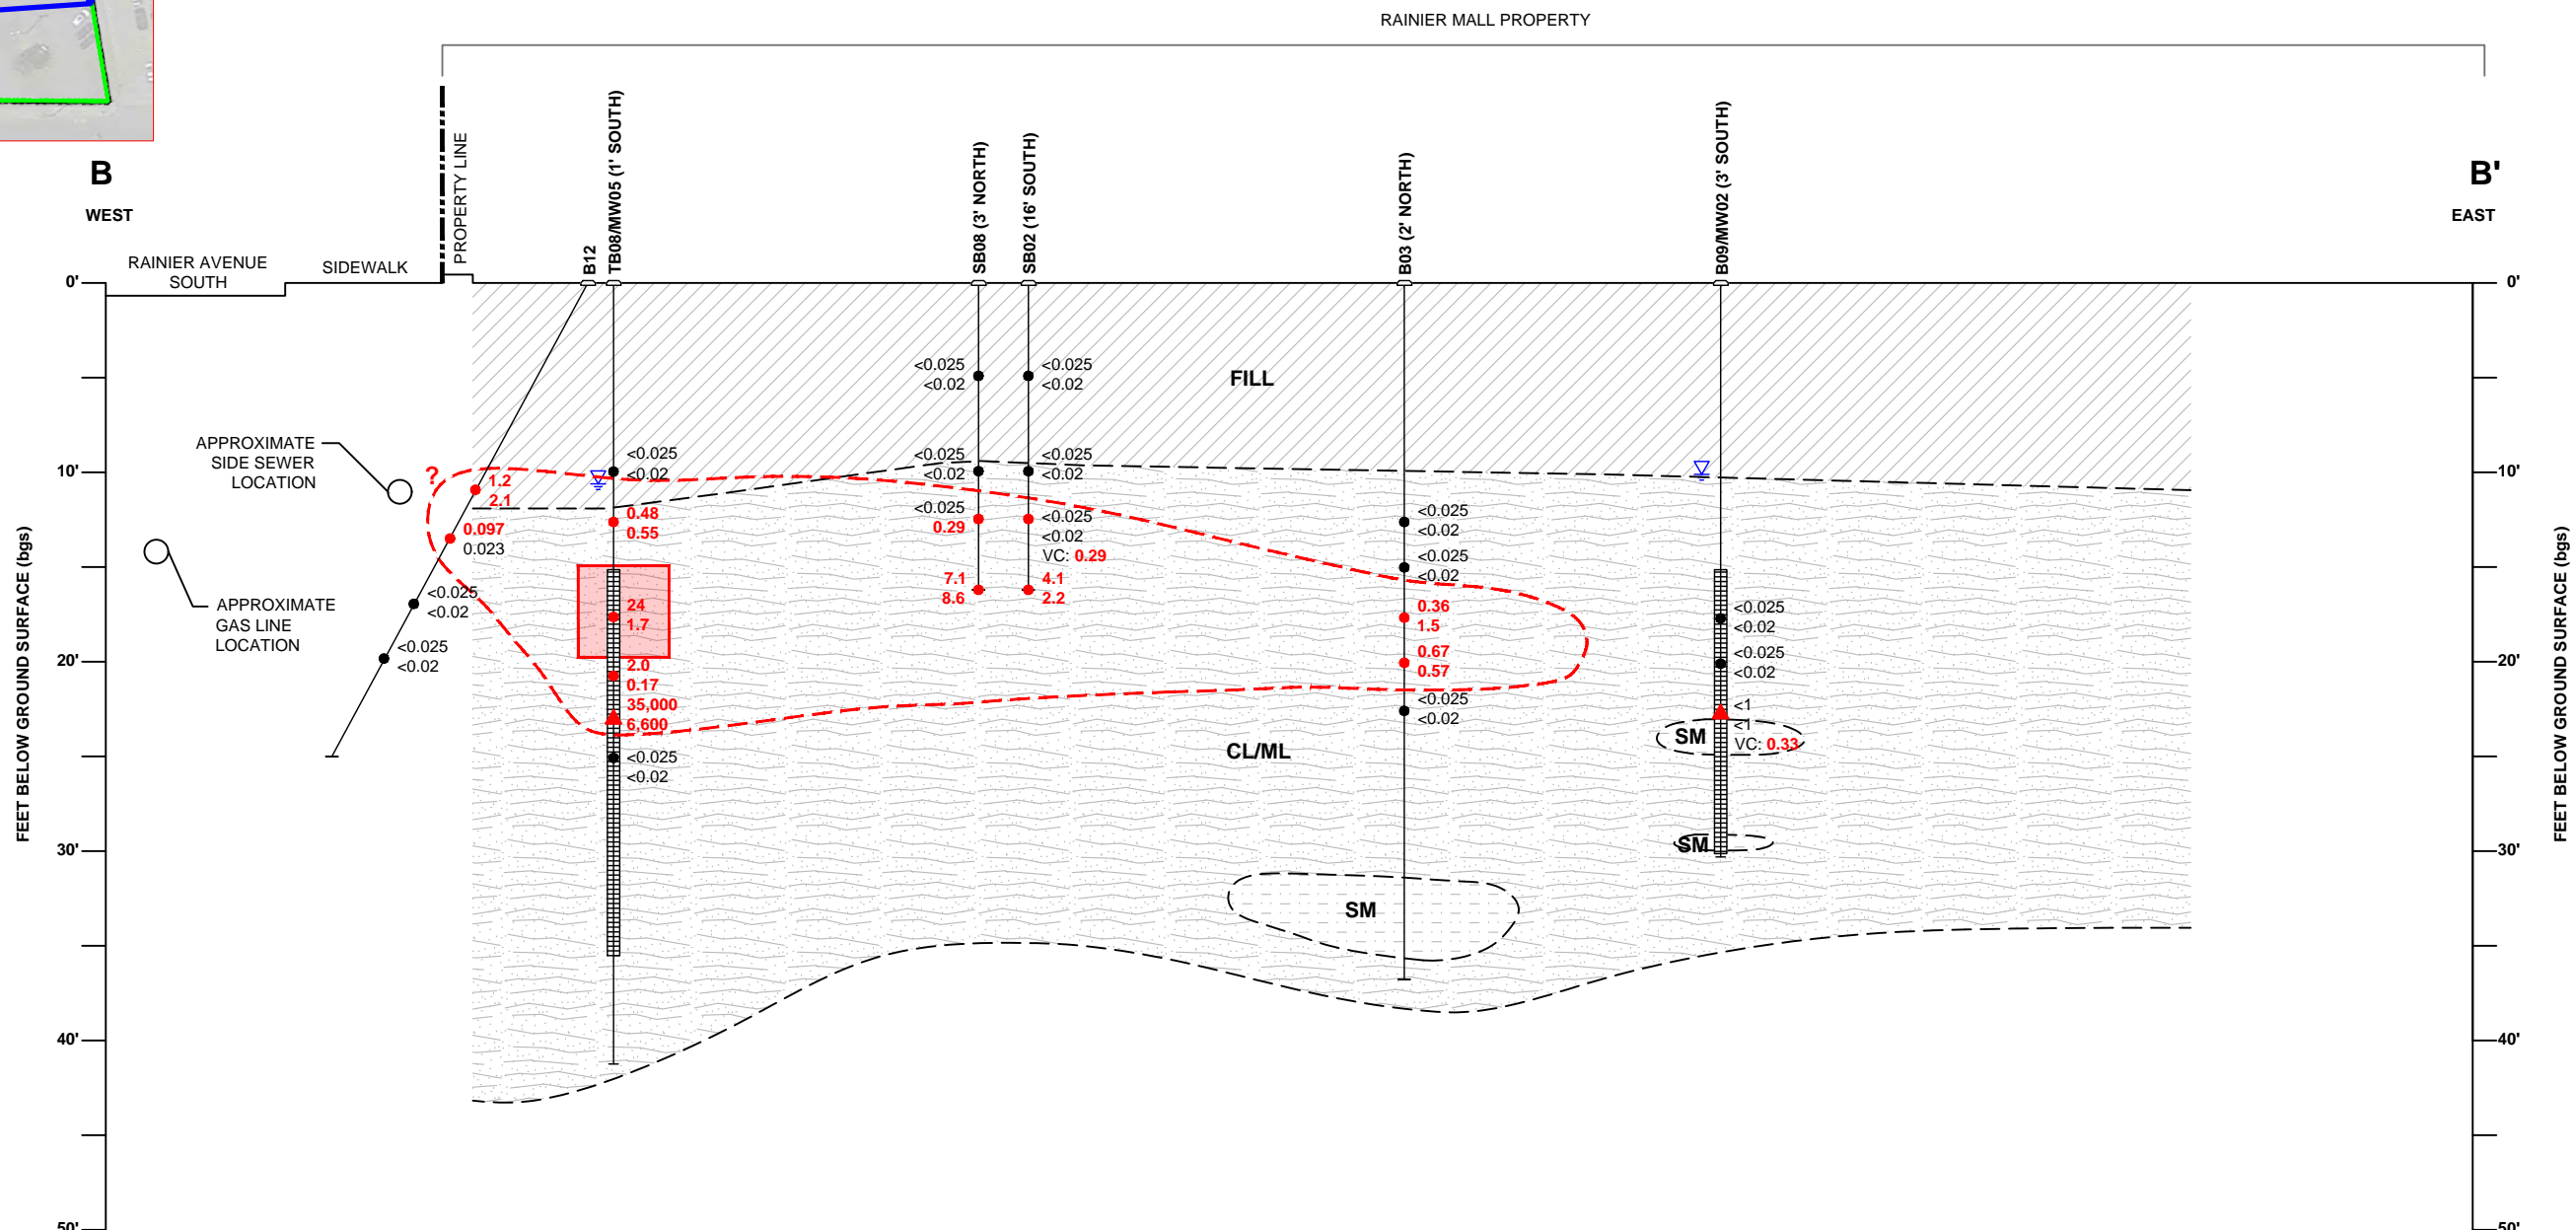 RAINIER MALL PROPERTY
B
WEST
B'
EAST
RAINIER AVENUE
SOUTH
SIDEWALK
PROPERTY LINE
B12
TB08/MW05 (1' SOUTH)
SB08 (3' NORTH)
SB02 (16' SOUTH)
B03 (2' NORTH)
B09/MW02 (3' SOUTH)
0'
10'
20'
30'
40'
50'
FEET BELOW GROUND SURFACE (bgs)
APPROXIMATE
SIDE SEWER
LOCATION
APPROXIMATE
GAS LINE
LOCATION
?
1.2
2.1
0.097
0.023
<0.025
<0.02
<0.025
<0.02
<0.025
<0.02
0.48
0.55
24
1.7
2.0
0.17
35,000
6,600
<0.025
<0.02
<0.025
<0.02
<0.025
<0.02
<0.025
0.29
7.1
8.6
<0.025
<0.02
<0.025
<0.02
<0.025
<0.02
VC: 0.29
4.1
2.2
FILL
CL/ML
<0.025
<0.02
<0.025
<0.02
0.36
1.5
0.67
0.57
<0.025
<0.02
SM
<0.025
<0.02
<0.025
<0.02
<1
<1
VC: 0.33
SM
SM
0'
10'
20'
30'
40'
50'
FEET BELOW GROUND SURFACE (bgs)